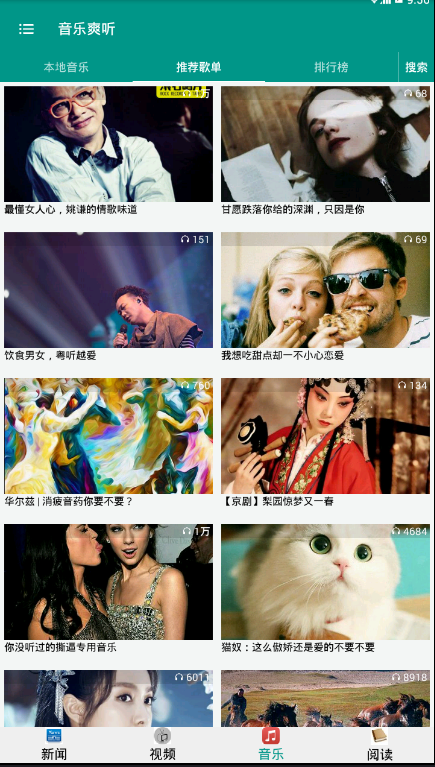 9:50
音乐爽听
本地音乐
推荐歌单
排行榜
搜索
万
68
最懂女人心，姚谦的情歌味道
甘愿跌落你给的深渊，只因是你
151
69
饮食男女，粤听越爱
我想吃甜点却一不小心恋爱
760
134
华尔兹 | 消疲音药你要不要？
【京剧】梨园惊梦又一春
1万
4684
你没听过的撕逼专用音乐
猫奴：这么傲娇还是爱的不要不要
6011
8918
新闻
视频
音乐
阅读